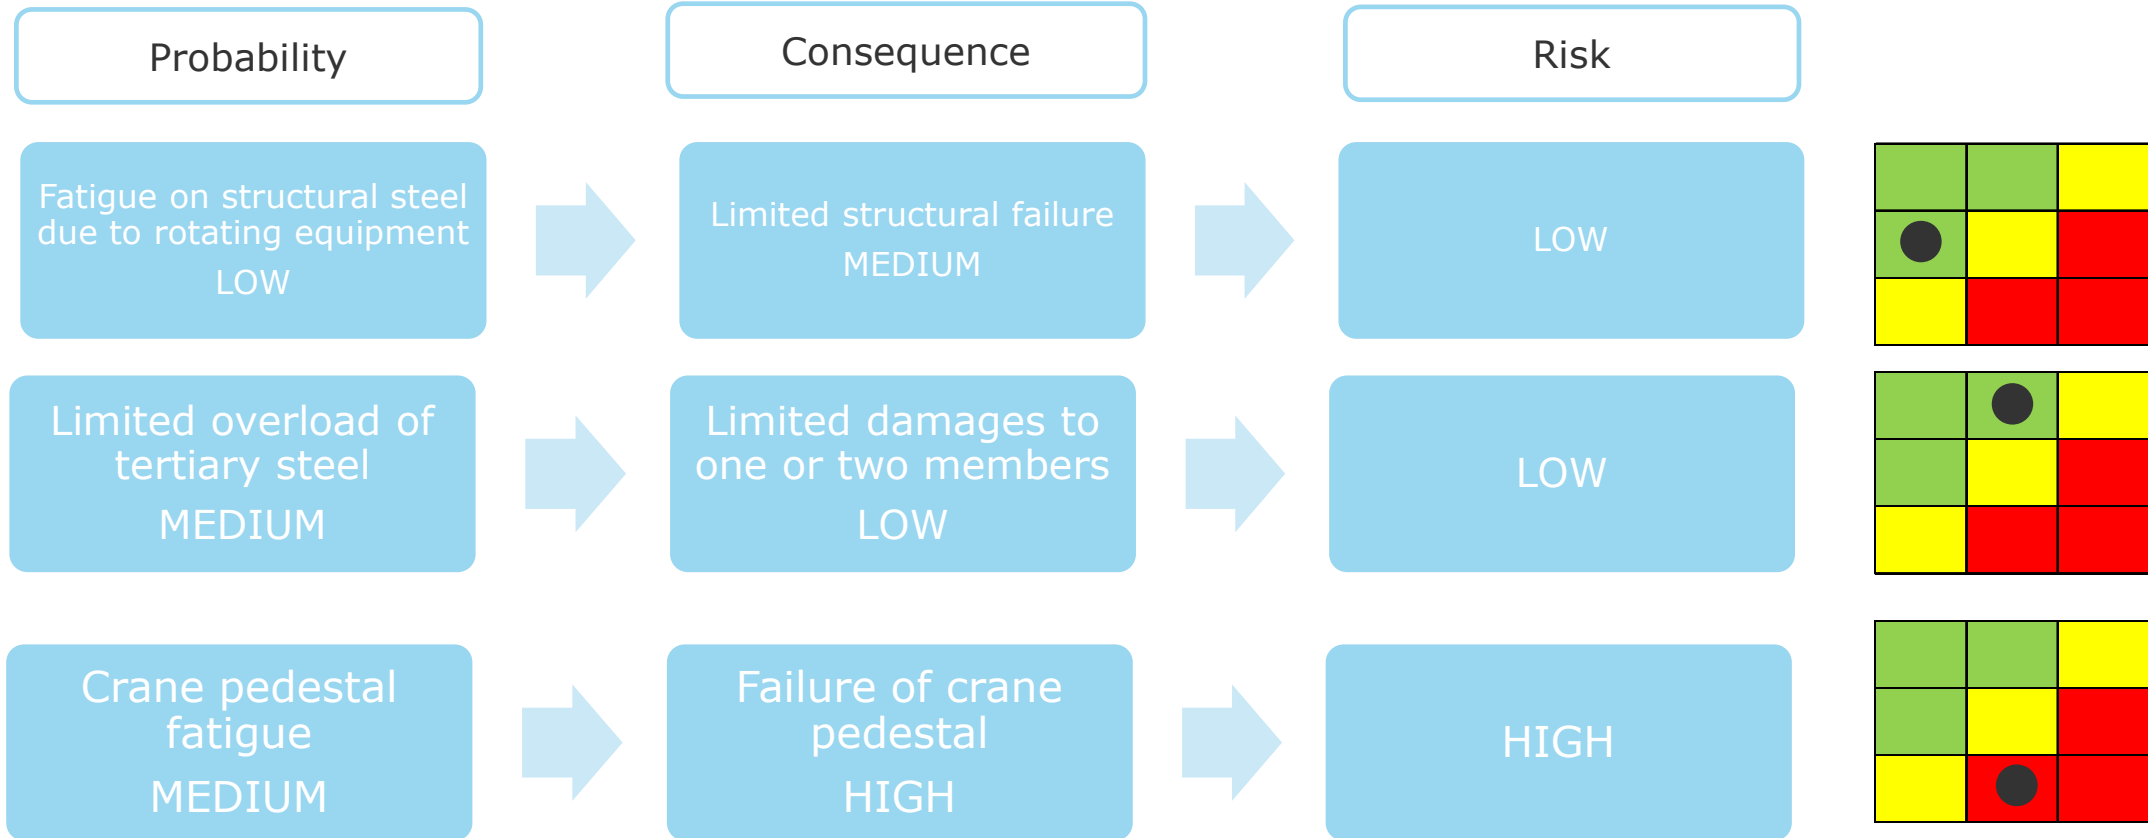 Probability
Consequence
Risk
Fatigue on structural steel
due to rotating equipment
LOW
Limited structural failure
MEDIUM
LOW
Limited overload of
tertiary steel
MEDIUM
Limited damages to
one or two members
LOW
LOW
Crane pedestal
fatigue
MEDIUM
Failure of crane
pedestal
HIGH
HIGH